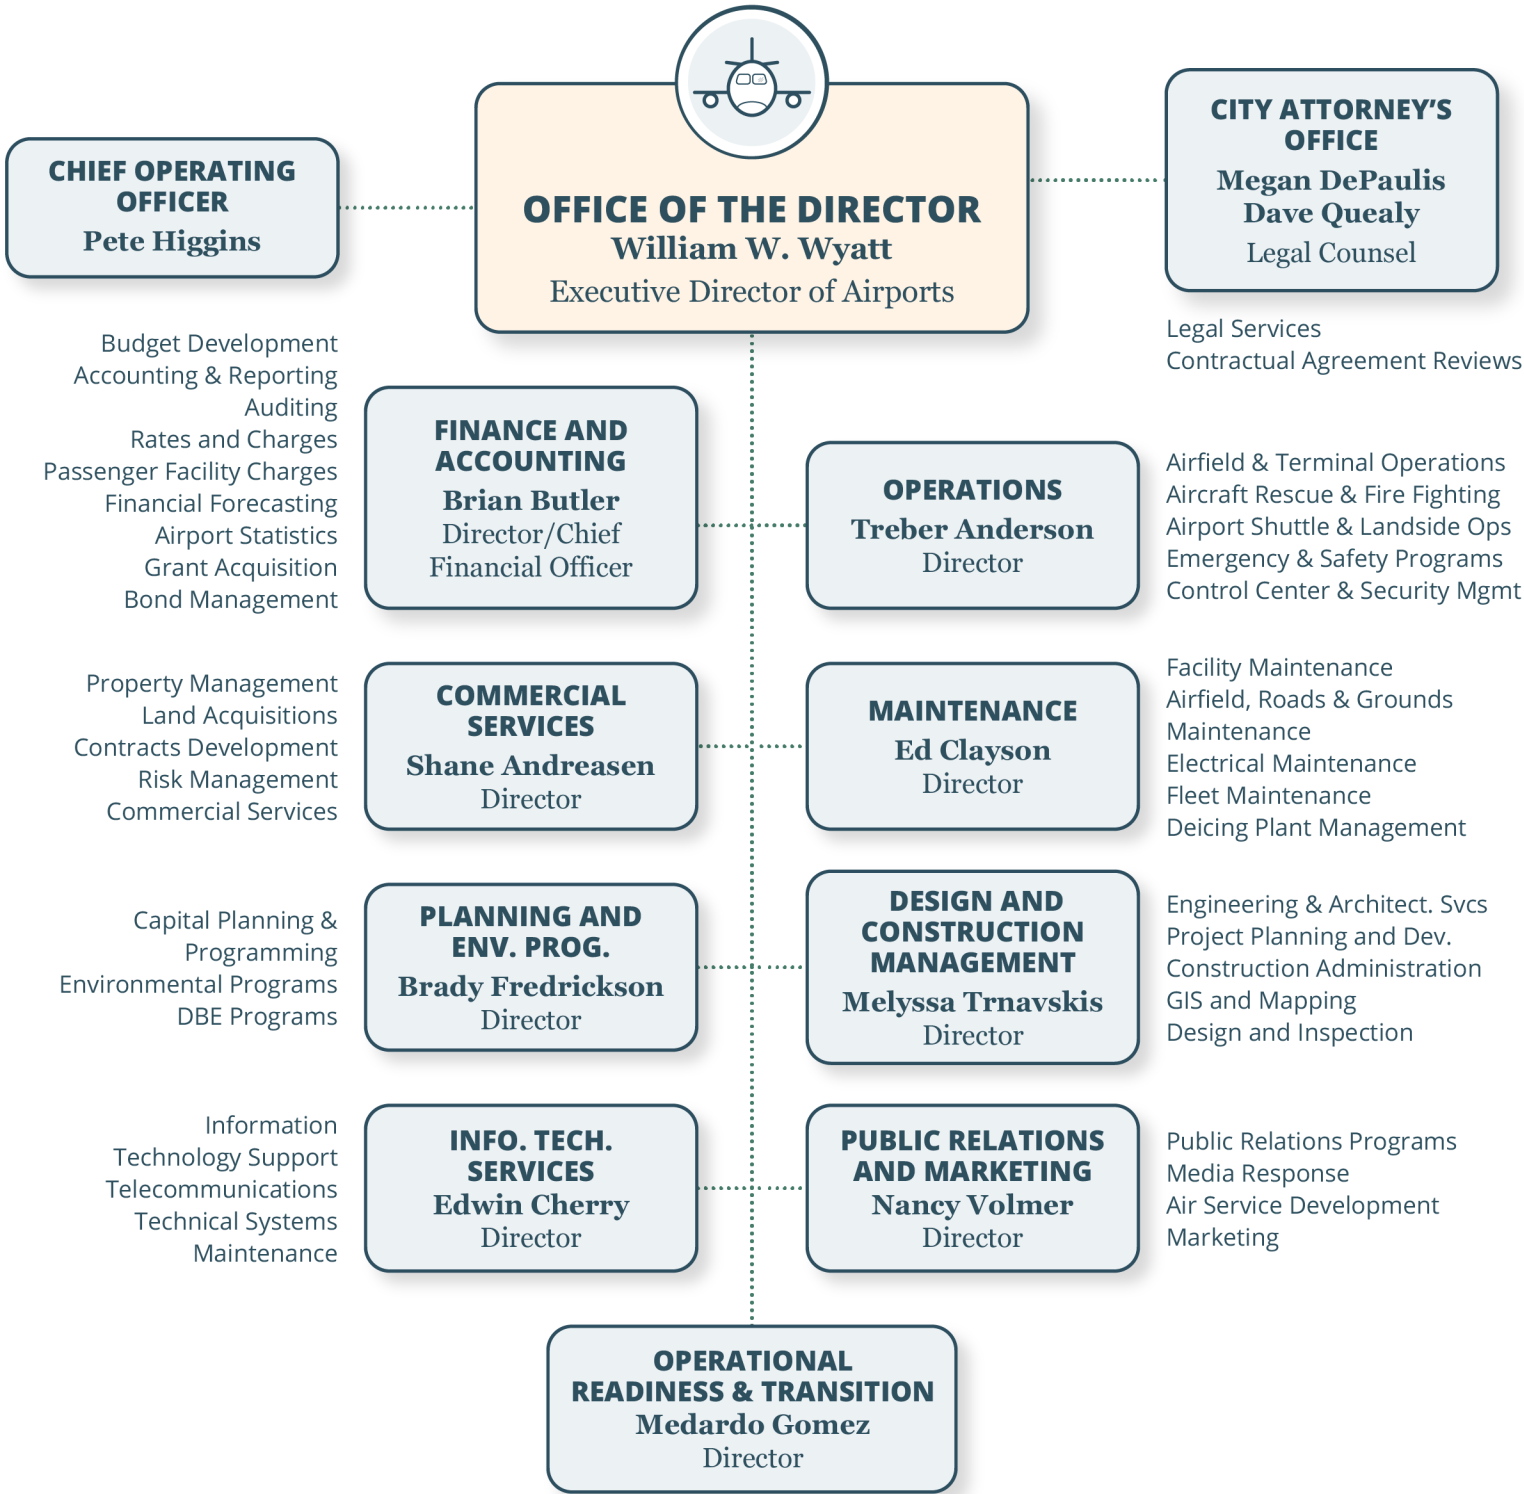 OFFICE OF THE DIRECTOR
William W. Wyatt
Executive Director of Airports
CHIEF OPERATING
OFFICER
Pete Higgins
CITY ATTORNEY’S
OFFICE
Megan DePaulis
Dave Quealy
Legal Counsel
Legal Services
Contractual Agreement Reviews
Budget Development
Accounting & Reporting
Auditing
Rates and Charges
Passenger Facility Charges
Financial Forecasting
Airport Statistics
Grant Acquisition
Bond Management
FINANCE AND
ACCOUNTING
Brian Butler
Director/Chief
Financial Officer
OPERATIONS
Treber Anderson
Director
Airfield & Terminal Operations
Aircraft Rescue & Fire Fighting
Airport Shuttle & Landside Ops
Emergency & Safety Programs
Control Center & Security Mgmt
Property Management
Land Acquisitions
Contracts Development
Risk Management
Commercial Services
COMMERCIAL
SERVICES
Shane Andreasen
Director
MAINTENANCE
Ed Clayson
Director
Facility Maintenance
Airfield, Roads & Grounds
Maintenance
Electrical Maintenance
Fleet Maintenance
Deicing Plant Management
Capital Planning &
Programming
Environmental Programs
DBE Programs
PLANNING AND
ENV. PROG.
Brady Fredrickson
Director
DESIGN AND
CONSTRUCTION
MANAGEMENT
Melyssa Trnavskis
Director
Engineering & Architect. Svcs
Project Planning and Dev.
Construction Administration
GIS and Mapping
Design and Inspection
Information
Technology Support
Telecommunications
Technical Systems
Maintenance
INFO. TECH.
SERVICES
Edwin Cherry
Director
PUBLIC RELATIONS
AND MARKETING
Nancy Volmer
Director
Public Relations Programs
Media Response
Air Service Development
Marketing
OPERATIONAL
READINESS & TRANSITION
Medardo Gomez
Director